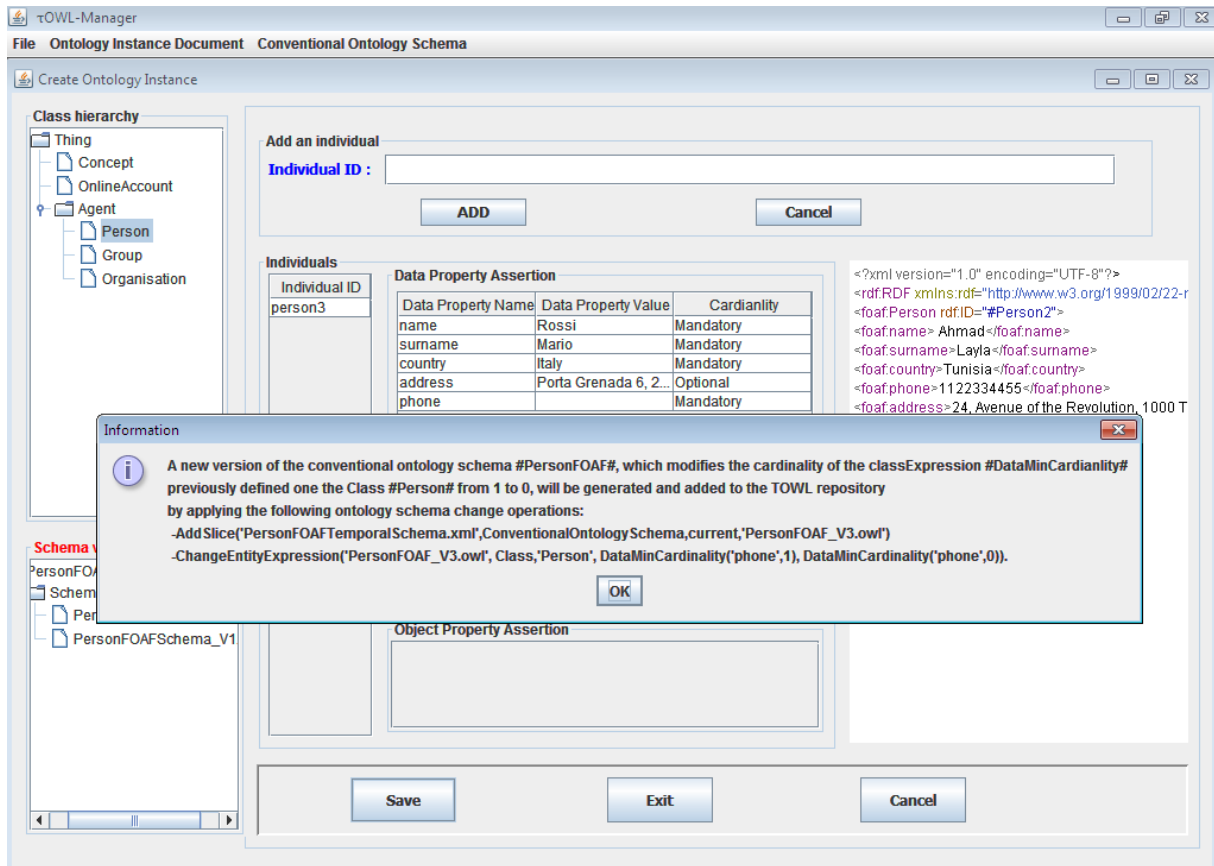 τOWL-Manager
File Ontology Instance Document Conventional Ontology Schema
Create Ontology Instance
Class hierarchy
Thing
Concept
OnlineAccount
Agent
Person
Group
Organisation
Add an individual
Individual ID :
ADD Cancel
Individuals
Individual ID
person3
Data Property Assertion
Data Property Name Data Property Value Cardianlity
name Rossi Mandatory
surname Mario Mandatory
country Italy Mandatory
address Porta Grenada 6, 2... Optional
phone Mandatory
<?xml version="1.0" encoding="UTF-8"?>
<rdf:RDF xmlns:rdf="http://www.w3.org/1999/02/22-r
<foaf:Person rdf:ID="#Person2">
<foaf:name> Ahmad</foaf:name>
<foaf:surname>Layla</foaf:surname>
<foaf:country>Tunisia</foaf:country>
<foaf:phone>1122334455</foaf:phone>
<foaf:address>24, Avenue of the Revolution, 1000 T
Information
A new version of the conventional ontology schema #PersonFOAF#, which modifies the cardinality of the classExpression #DataMinCardianlity#
previously defined one the Class #Person# from 1 to 0, will be generated and added to the TOWL repository
by applying the following ontology schema change operations:
-AddSlice('PersonFOAFTemporalSchema.xml',ConventionalOntologySchema,current,'PersonFOAF_V3.owl')
-ChangeEntityExpression('PersonFOAF_V3.owl', Class,'Person', DataMinCardinality('phone',1), DataMinCardinality('phone',0)).
OK
Schema
PersonFO
Schem
Per
PersonFOAFSchema_V1
Object Property Assertion
Save Exit Cancel